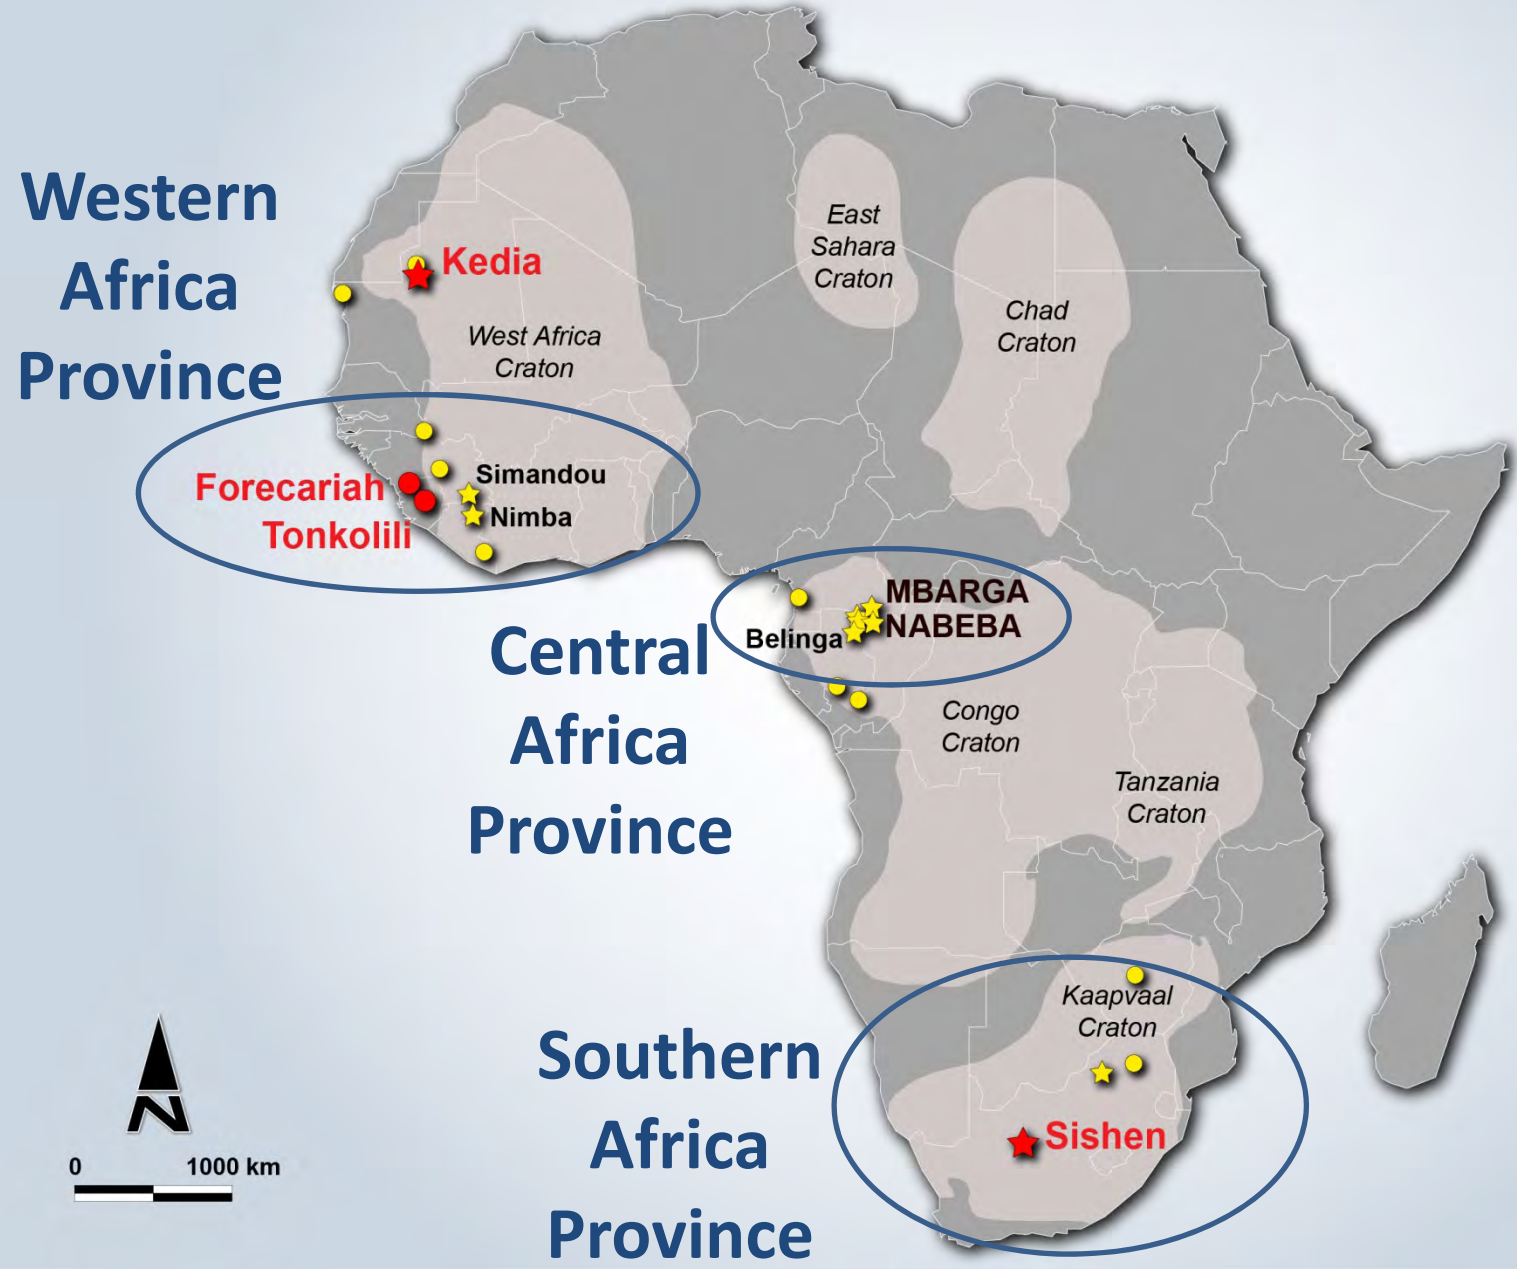 Western
Africa
Province
Kedia
West Africa
Craton
East
Sahara
Craton
Chad
Craton
Forecariah
Tonkolili
Simandou
Nimba
Central
Africa
Province
MBARGA
NABEBA
Belinga
Congo
Craton
Tanzania
Craton
Southern
Africa
Province
Kaapvaal
Craton
Sishen
N
0 1000 km